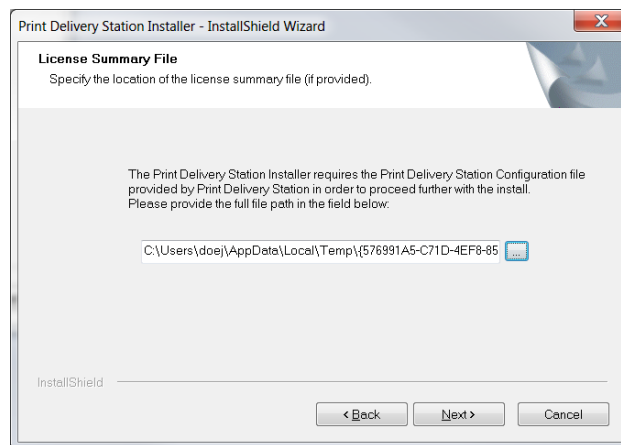 Print Delivery Station Installer - InstallShield Wizard
License Summary File
Specify the location of the license summary file (if provided).
The Print Delivery Station Installer requires the Print Delivery Station Configuration file
provided by Print Delivery Station in order to proceed further with the install.
Please provide the full file path in the field below:
C:\Users\doej\AppData\Local\Temp\{576991A5-C71D-4EF8-85
...
InstallShield
< Back
Next >
Cancel